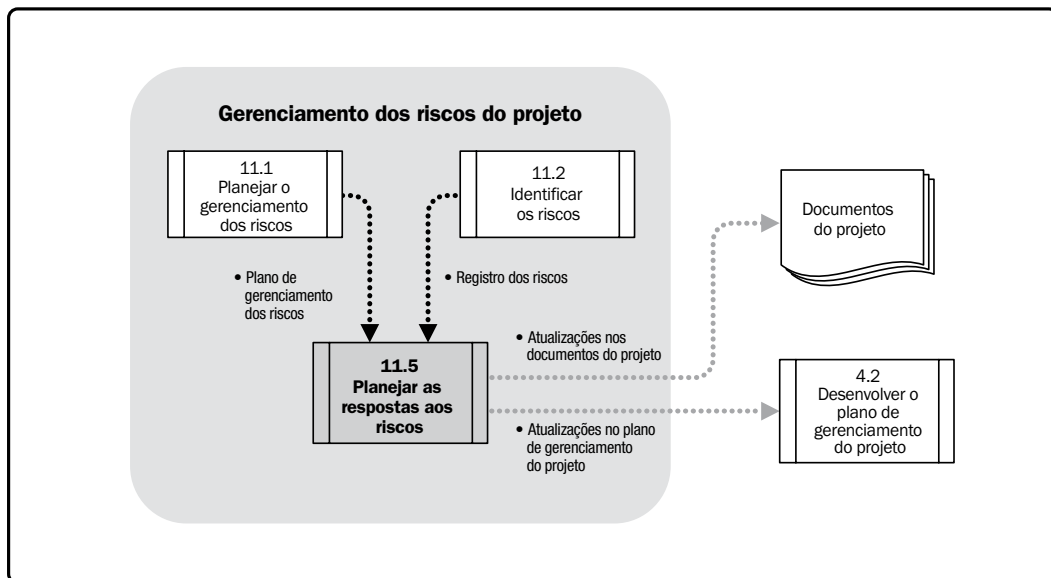 Gerenciamento dos riscos do projeto
11.1
Planejar o
gerenciamento
dos riscos
11.2
Identificar
os riscos
Documentos
do projeto
• Plano de
gerenciamento
dos riscos
• Registro dos riscos
11.5
Planejar as
respostas aos
riscos
• Atualizações nos
documentos do projeto
• Atualizações no plano
de gerenciamento
do projeto
4.2
Desenvolver o
plano de
gerenciamento
do projeto